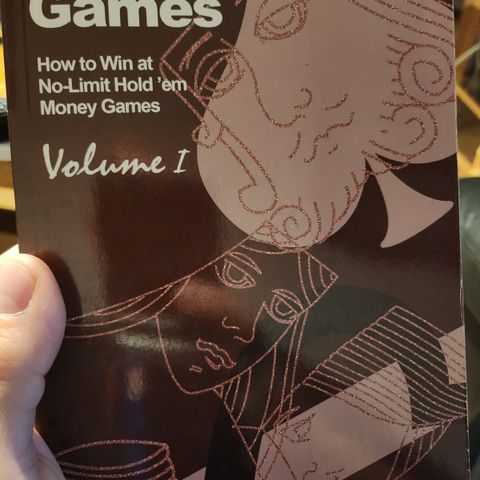 Games
How to Win at
No-Limit Hold 'em
Money Games
Volume I